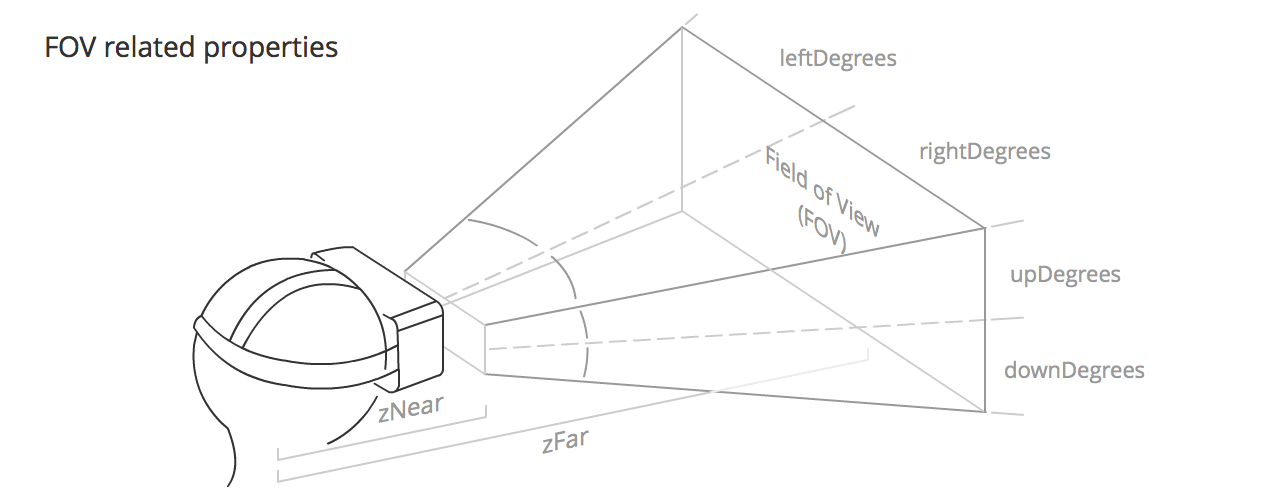 FOV related properties
leftDegrees
rightDegrees
Field of View
(FOV)
upDegrees
downDegrees
zNear
zFar